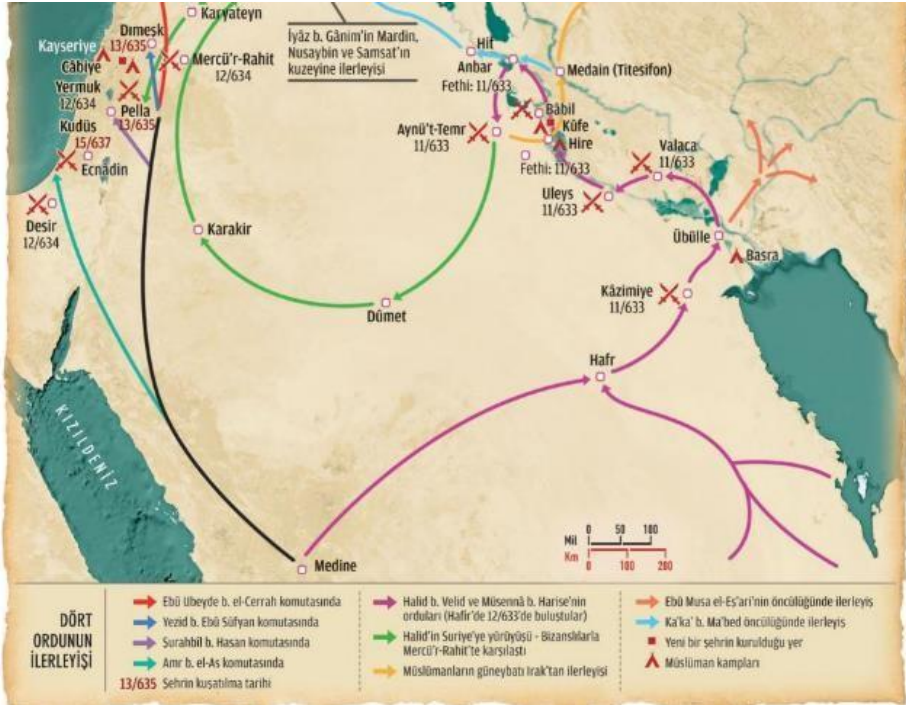 Karyateyn
İyâz b. Gânim'in Mardin,
Nusaybin ve Samsat'ın
kuzeyine ilerleyişi
Dımeşk
13/635
Kayseriye
Câbiye
Mercü'r-Rahit
12/634
Yermuk
12/634
Pella
13/635
Kudüs
15/637
Ecnâdin
Desir
12/634
Hit
Anbar
Fethi: 11/633
Medain (Titesifon)
Bâbil
Kûfe
Hire
Fethi: 11/633
Aynü't-Temr
11/633
Valaca
11/633
Uleys
11/633
Übülle
Basra
Karakir
Kâzimiye
11/633
Dûmet
Hafr
KIZILDENİZ
Medine
Mil 0 50 100
Km 0 100 200
DÖRT
ORDUNUN
İLERLEYİŞİ
Ebû Ubeyde b. el-Cerrah komutasında
Yezid b. Ebû Süfyan komutasında
Surahbîl b. Hasan komutasında
Amr b. el-As komutasında
13/635 Şehrin kuşatılma tarihi
Halid b. Velid ve Müsennâ b. Harise'nin
orduları (Hafir'de 12/633'de buluştular)
Halid'in Suriye'ye yürüyüşü - Bizanslılarla
Mercü'r-Rahit'te karşılaştı
Müslümanların güneybatı Irak'tan ilerleyişi
Ebû Musa el-Eş'ari'nin öncülüğünde ilerleyiş
Ka'ka' b. Ma'bed öncülüğünde ilerleyiş
Yeni bir şehrin kurulduğu yer
Müslüman kampları